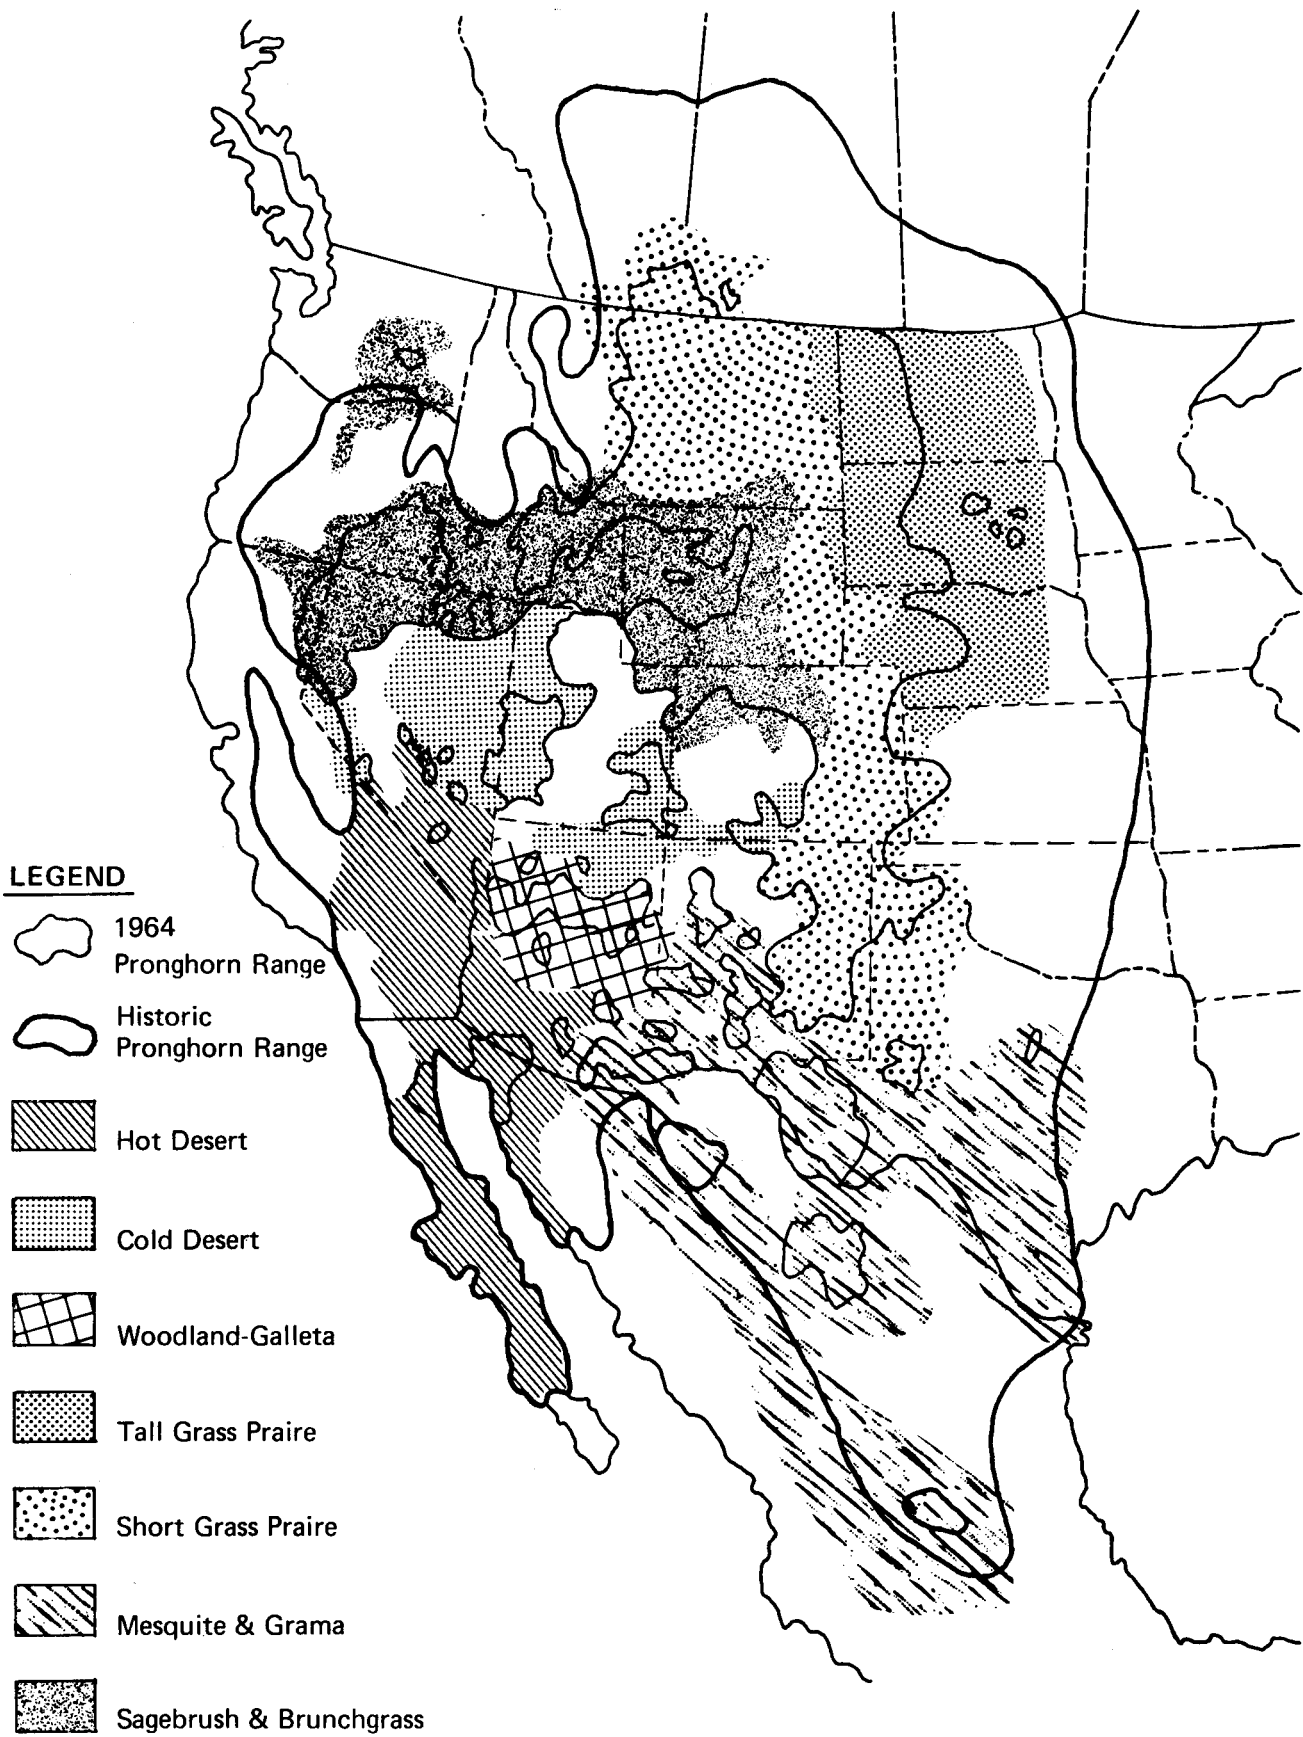 LEGEND
1964
Pronghorn Range
Historic
Pronghorn Range
Hot Desert
Cold Desert
Woodland-Galleta
Tall Grass Praire
Short Grass Praire
Mesquite & Grama
Sagebrush & Brunchgrass